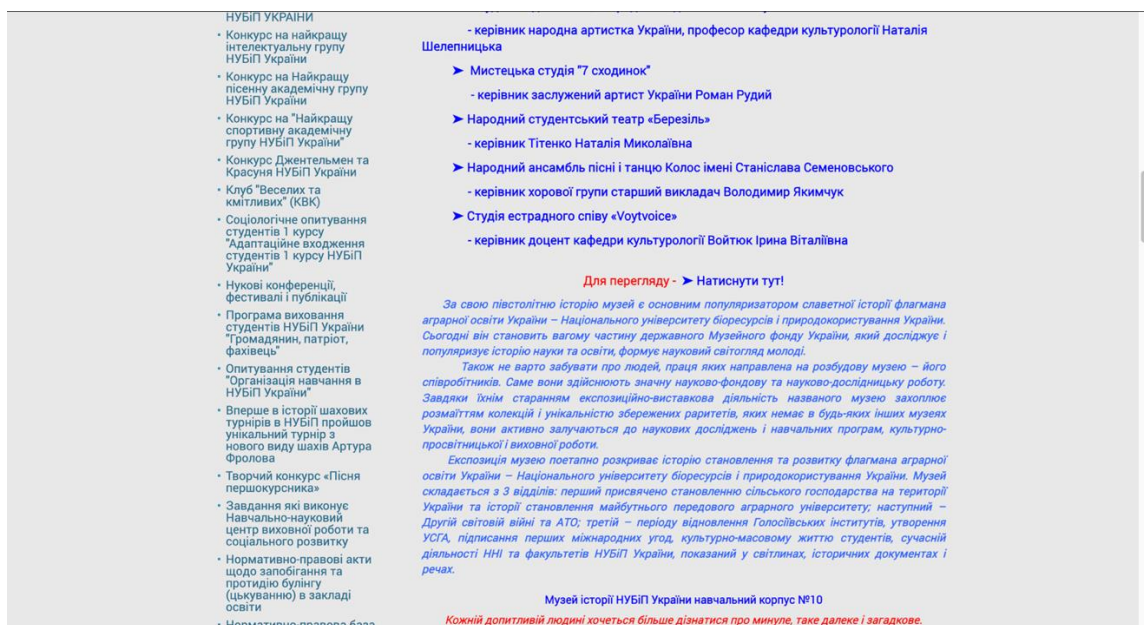 НУБіП УКРАЇНИ
• Конкурс на найкращу
інтелектуальну групу
НУБіП України
• Конкурс на Найкращу
пісенну академічну групу
НУБіП України
• Конкурс на "Найкращу
спортивну академічну
групу НУБіП України"
• Конкурс Джентельмен та
Красуня НУБіП України
• Клуб "Веселих та
кмітливих" (КВК)
• Соціологічне опитування
студентів 1 курсу
"Адаптаційне входження
студентів 1 курсу НУБіП
України"
• Нукові конференції,
фестивалі і публікації
• Програма виховання
студентів НУБіП України
"Громадянин, патріот,
фахівець"
• Опитування студентів
"Організація навчання в
НУБіП України"
• Вперше в історії шахових
турнірів в НУБіП пройшов
унікальний турнір з
нового виду шахів Артура
Фролова
• Творчий конкурс «Пісня
першокурсника»
• Завдання які виконує
Навчально-науковий
центр виховної роботи та
соціального розвитку
• Нормативно-правові акти
щодо запобігання та
протидію булінгу
(цькуванню) в закладі
освіти
• Нормативно-правова база
- керівник народна артистка України, професор кафедри культурології Наталія
Шелепницька
➤ Мистецька студія "7 сходинок"
- керівник заслужений артист України Роман Рудий
➤ Народний студентський театр «Березіль»
- керівник Тітенко Наталія Миколаївна
➤ Народний ансамбль пісні і танцю Колос імені Станіслава Семеновського
- керівник хорової групи старший викладач Володимир Якимчук
➤ Студія естрадного співу «Voytvoice»
- керівник доцент кафедри культурології Войтюк Ірина Віталіївна
Для перегляду - ➤ Натиснути тут!
За свою півстолітню історію музей є основним популяризатором славетної історії флагмана
аграрної освіти України – Національного університету біоресурсів і природокористування України.
Сьогодні він становить вагому частину державного Музейного фонду України, який досліджує і
популяризує історію науки та освіти, формує науковий світогляд молоді.
Також не варто забувати про людей, праця яких направлена на розбудову музею – його
співробітників. Саме вони здійснюють значну науково-фондову та науково-дослідницьку роботу.
Завдяки їхнім старанням експозиційно-виставкова діяльність названого музею захоплює
розмаїттям колекцій і унікальністю збережених раритетів, яких немає в будь-яких інших музеях
України, вони активно залучаються до наукових досліджень і навчальних програм, культурно-
просвітницької і виховної роботи.
Експозиція музею поетапно розкриває історію становлення та розвитку флагмана аграрної
освіти України – Національного університету біоресурсів і природокористування України. Музей
складається з 3 відділів: перший присвячено становленню сільського господарства на території
України та історії становлення майбутнього передового аграрного університету; наступний –
Другій світовій війні та АТО; третій – періоду відновлення Голосіївських інститутів, утворення
УСГА, підписання перших міжнародних угод, культурно-масовому життю студентів, сучасній
діяльності ННІ та факультетів НУБіП України, показаний у світлинах, історичних документах і
речах.
Музей історії НУБіП України навчальний корпус №10
Кожній допитливій людині хочеться більше дізнатися про минуле, таке далеке і загадкове.